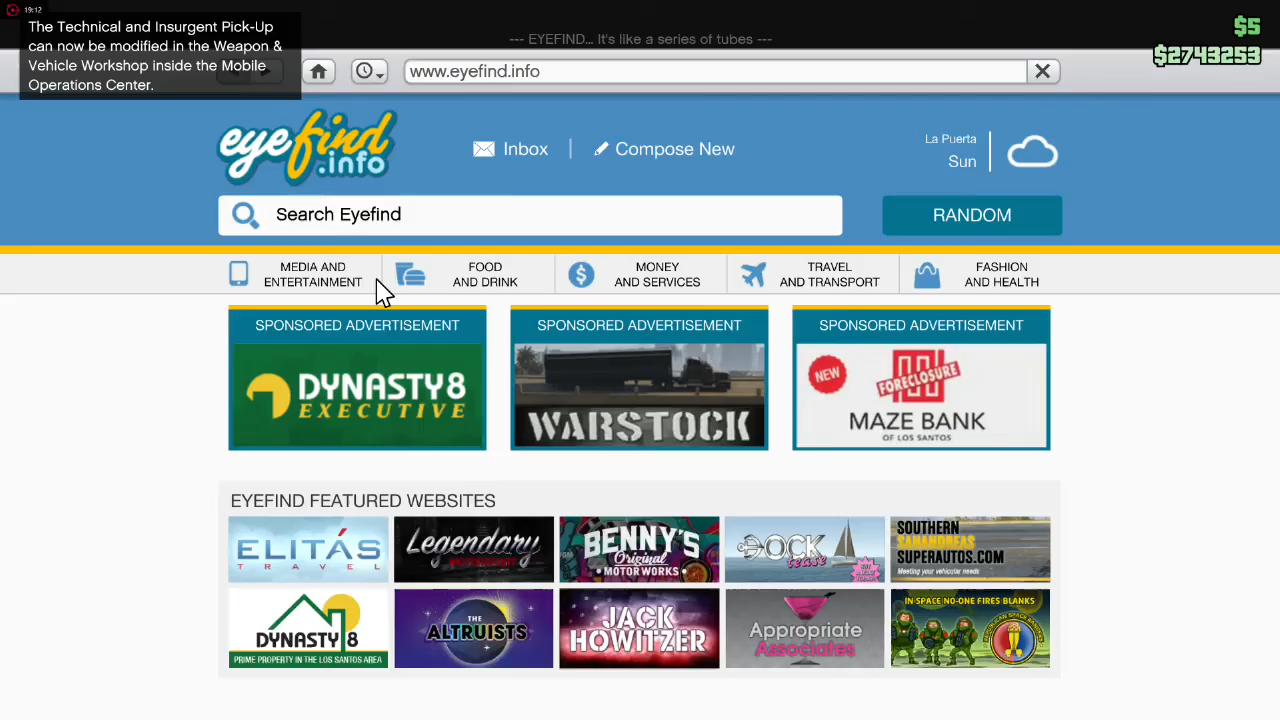 19:12
The Technical and Insurgent Pick-Up
can now be modified in the Weapon &
Vehicle Workshop inside the Mobile
Operations Center.
--- EYEFIND... It's like a series of tubes ---
$5
$2743253
www.eyefind.info
eyefind
.info
Inbox
Compose New
La Puerta
Sun
Search Eyefind
RANDOM
MEDIA AND
ENTERTAINMENT
FOOD
AND DRINK
MONEY
AND SERVICES
TRAVEL
AND TRANSPORT
FASHION
AND HEALTH
SPONSORED ADVERTISEMENT
DYNASTY8
EXECUTIVE
SPONSORED ADVERTISEMENT
WARSTOCK
SPONSORED ADVERTISEMENT
NEW
FORECLOSURE
MAZE BANK
OF LOS SANTOS
EYEFIND FEATURED WEBSITES
ELITÁS
TRAVEL
Legendary
BENNY'S
Original
MOTORWORKS
DOCK
tease
SOUTHERN
SANANDREAS
SUPERAUTOS.COM
Meeting your vehicular needs
DYNASTY 8
PRIME PROPERTY IN THE LOS SANTOS AREA
THE
ALTRUISTS
JACK
HOWITZER
Appropriate
Associates
IN SPACE NO-ONE FIRES BLANKS